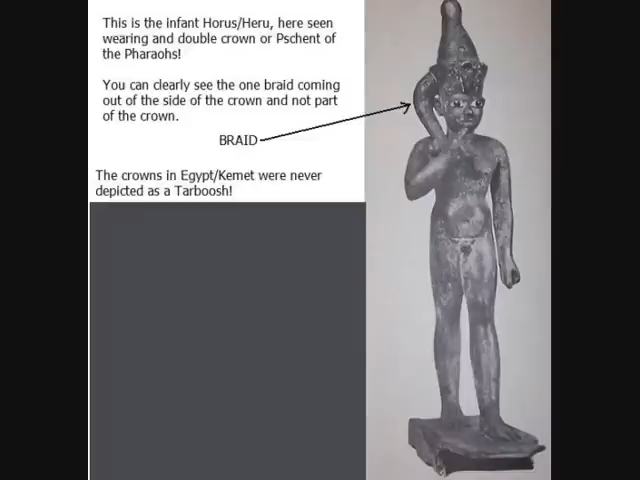 This is the infant Horus/Heru, here seen
wearing and double crown or Pschent of
the Pharaohs!
You can clearly see the one braid coming
out of the side of the crown and not part
of the crown.
BRAID
The crowns in Egypt/Kemet were never
depicted as a Tarboosh!